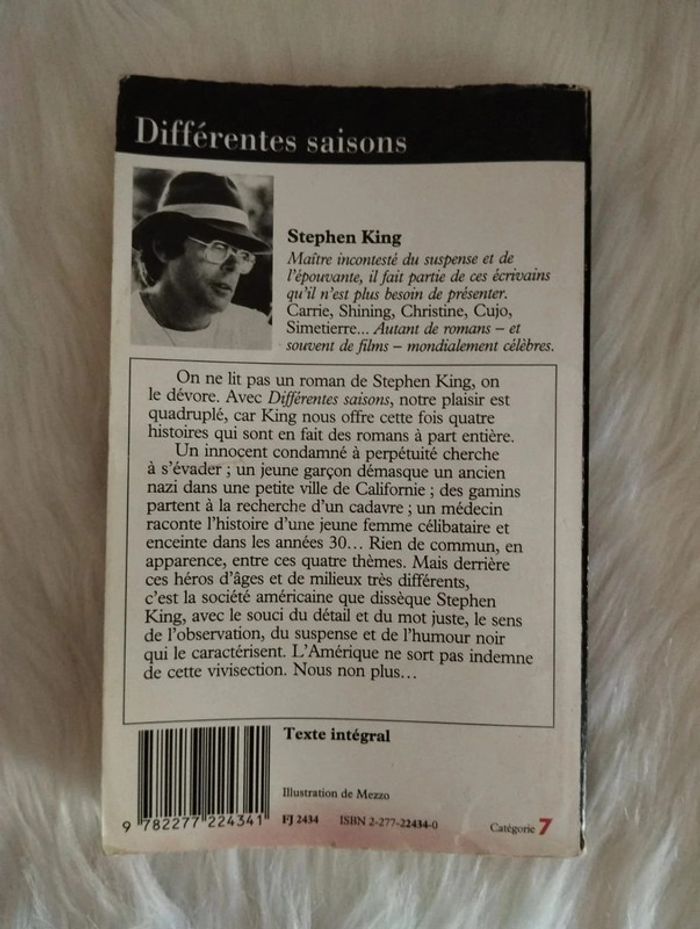 Différentes saisons
Stephen King
Maître incontesté du suspense et de
l'épouvante, il fait partie de ces écrivains
qu'il n'est plus besoin de présenter.
Carrie, Shining, Christine, Cujo,
Simetierre... Autant de romans – et
souvent de films – mondialement célèbres.
On ne lit pas un roman de Stephen King, on
le dévore. Avec Différentes saisons, notre plaisir est
quadruplé, car King nous offre cette fois quatre
histoires qui sont en fait des romans à part entière.
Un innocent condamné à perpétuité cherche
à s'évader ; un jeune garçon démasque un ancien
nazi dans une petite ville de Californie ; des gamins
partent à la recherche d'un cadavre ; un médecin
raconte l'histoire d'une jeune femme célibataire et
enceinte dans les années 30... Rien de commun, en
apparence, entre ces quatre thèmes. Mais derrière
ces héros d'âges et de milieux très différents,
c'est la société américaine que dissèque Stephen
King, avec le souci du détail et du mot juste, le sens
de l'observation, du suspense et de l'humour noir
qui le caractérisent. L'Amérique ne sort pas indemne
de cette vivisection. Nous non plus...
Texte intégral
Illustration de Mezzo
9 782277 224341 FJ 2434 ISBN 2-277-22434-0 Catégorie 7